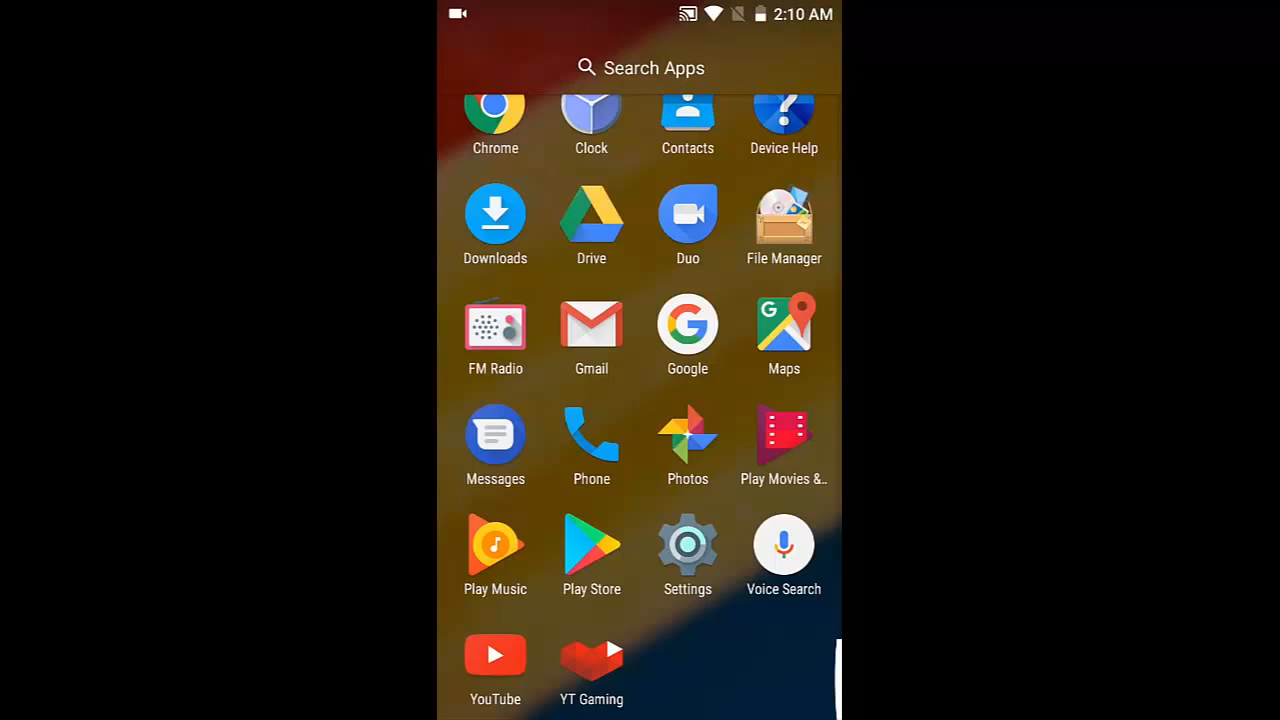 2:10 AM
Search Apps
Chrome Clock Contacts Device Help
Downloads Drive Duo File Manager
FM Radio Gmail Google Maps
Messages Phone Photos Play Movies &..
Play Music Play Store Settings Voice Search
YouTube YT Gaming